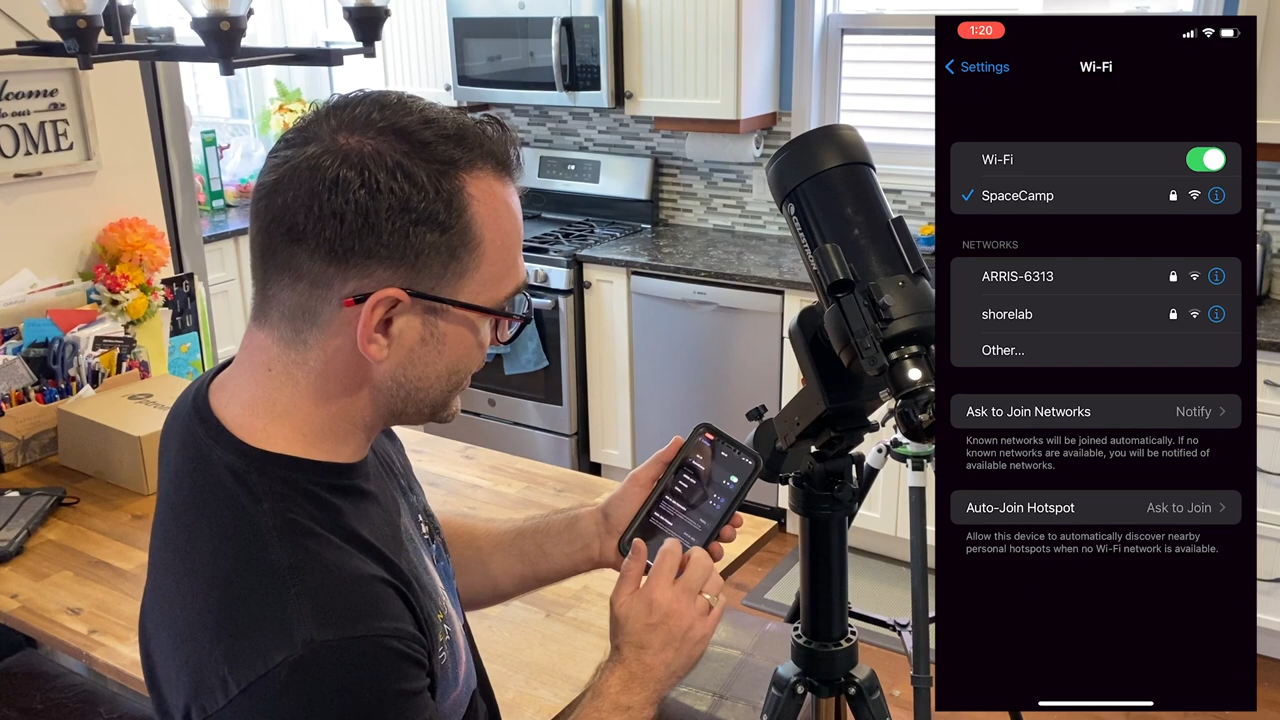 lcome
to our
OME
CELESTRON
1:20
Settings
Wi-Fi
Wi-Fi
SpaceCamp
NETWORKS
ARRIS-6313
shorelab
Other...
Ask to Join Networks
Notify
Known networks will be joined automatically. If no
known networks are available, you will be notified of
available networks.
Auto-Join Hotspot
Ask to Join
Allow this device to automatically discover nearby
personal hotspots when no Wi-Fi network is available.